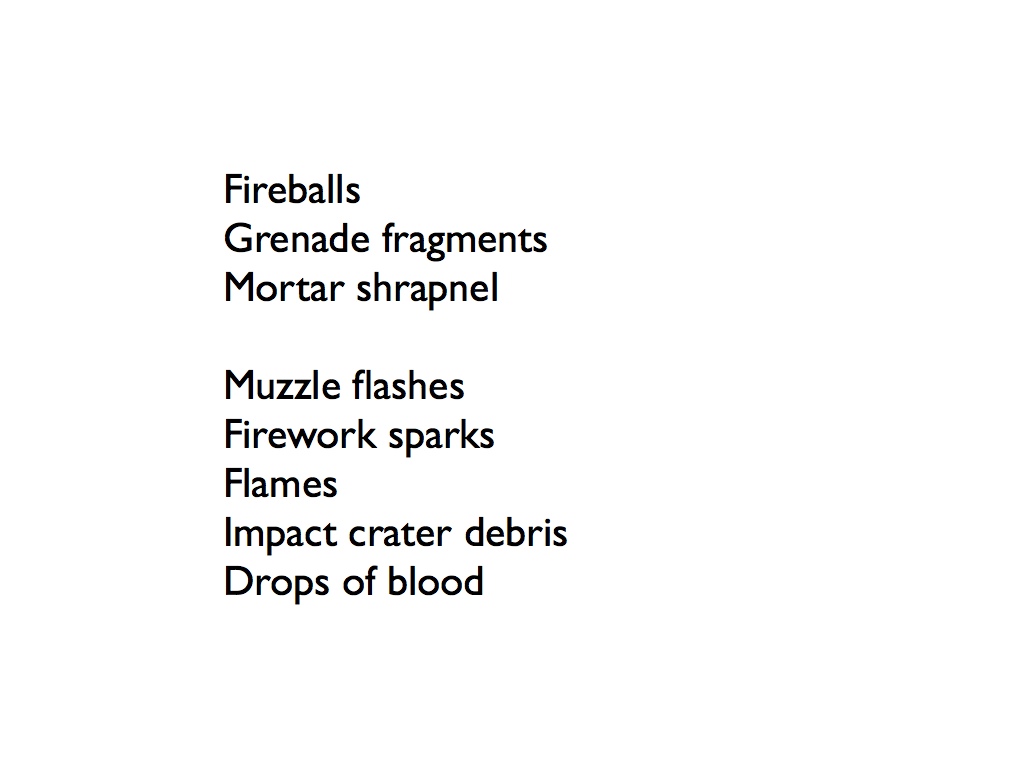 Fireballs
Grenade fragments
Mortar shrapnel
Muzzle flashes
Firework sparks
Flames
Impact crater debris
Drops of blood